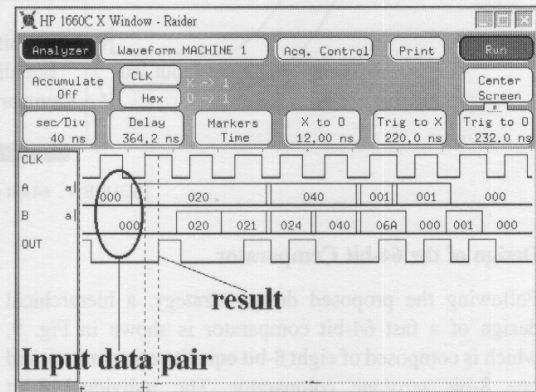 HP 1660C X Window - Raider
Analyzer Waveform MACHINE 1 Acq. Control Print Run
Accumulate Off CLK X -> 1 Center Screen
Hex O -> 1
sec/Div 40 ns Delay 364.2 ns Markers Time X to O 12.00 ns Trig to X 220.0 ns Trig to O 232.0 ns
CLK
A all 000 020 040 001 001 000
B all 000 020 021 024 040 06A 000 001 000
OUT
Design of the 64-bit Comparator
result
Following the proposed design strategy, a hierarchical
design of a fast 64-bit comparator is shown in Fig.
which is composed of eight 8-bit
Input data pair